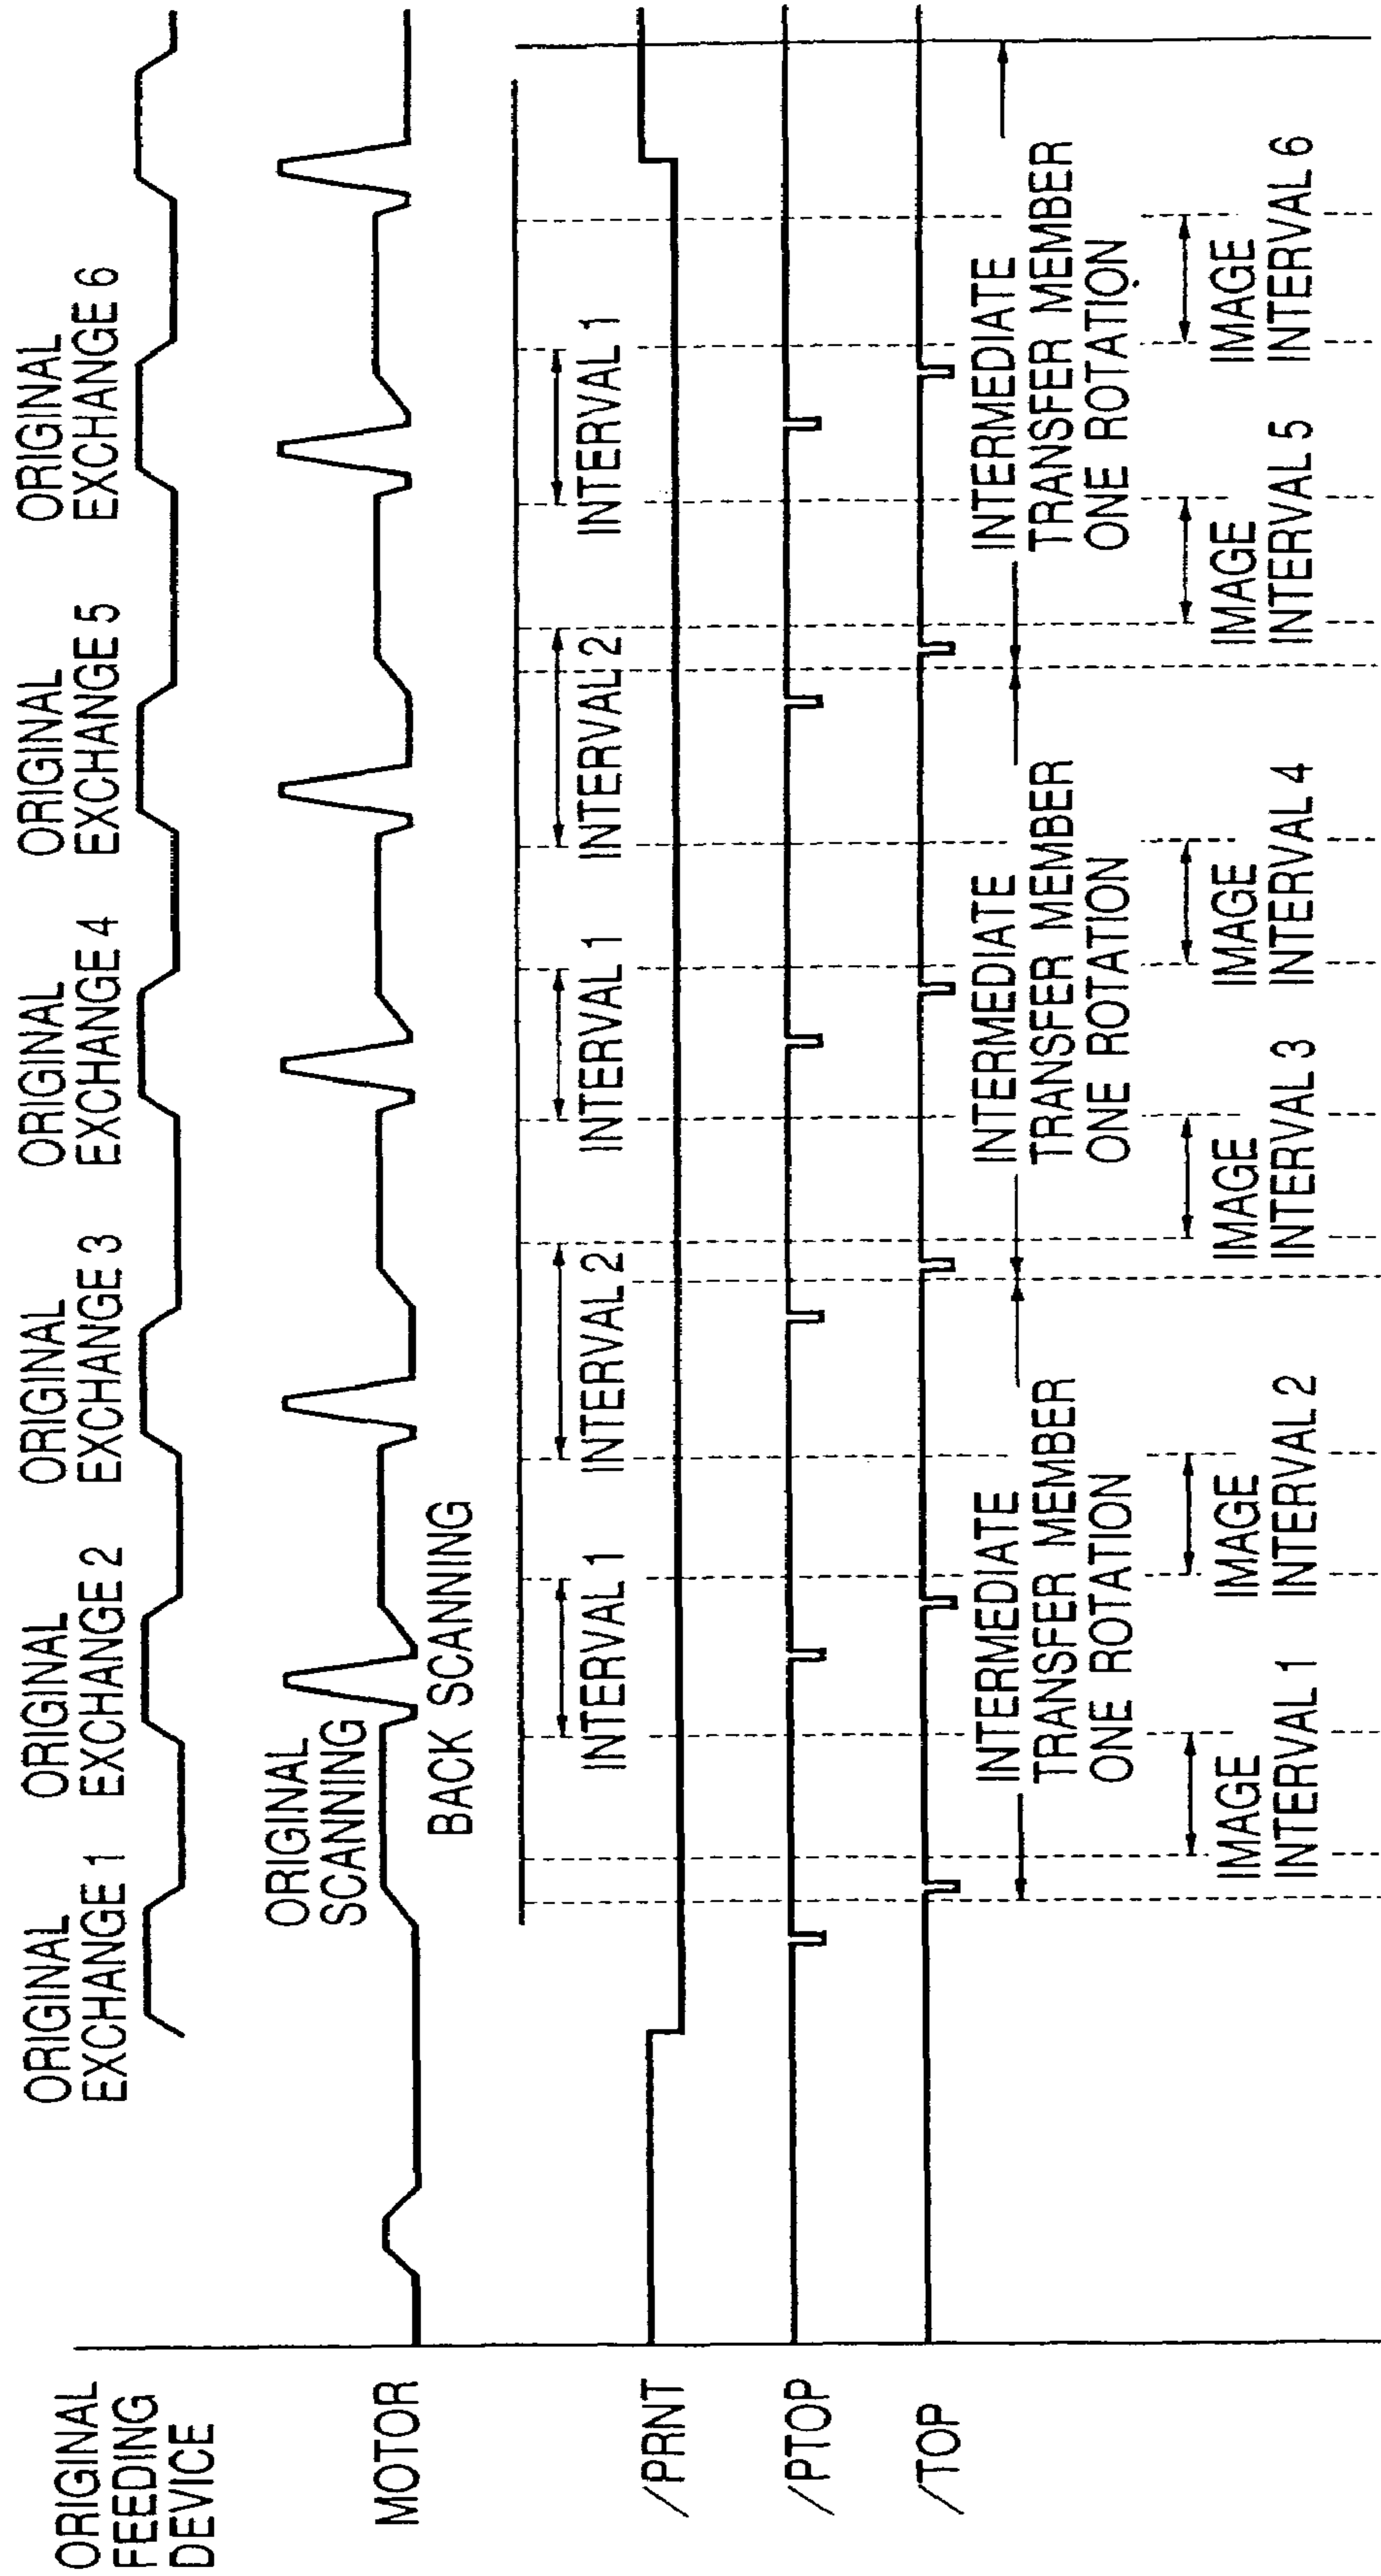 ORIGINAL
FEEDING
DEVICE
ORIGINAL
EXCHANGE 1
ORIGINAL
EXCHANGE 2
ORIGINAL
EXCHANGE 3
ORIGINAL
EXCHANGE 4
ORIGINAL
EXCHANGE 5
ORIGINAL
EXCHANGE 6
MOTOR
ORIGINAL
SCANNING
BACK SCANNING
INTERVAL 1
INTERVAL 2
INTERVAL 1
INTERVAL 2
INTERVAL 1
/PRNT
/PTOP
/TOP
INTERMEDIATE
TRANSFER MEMBER
ONE ROTATION
INTERMEDIATE
TRANSFER MEMBER
ONE ROTATION
INTERMEDIATE
TRANSFER MEMBER
ONE ROTATION
IMAGE
INTERVAL 1
IMAGE
INTERVAL 2
IMAGE
INTERVAL 3
IMAGE
INTERVAL 4
IMAGE
INTERVAL 5
IMAGE
INTERVAL 6